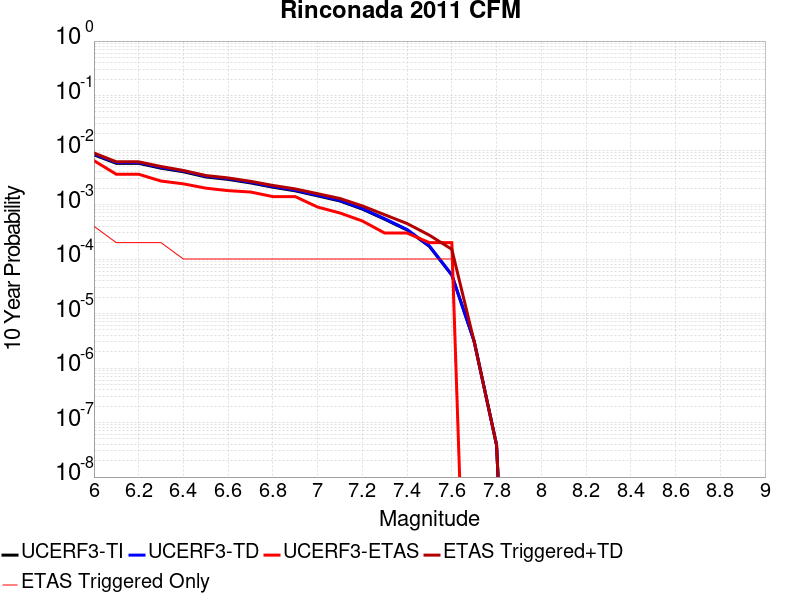 Rinconada 2011 CFM
10^0
10^-1
10^-2
10^-3
10^-4
10^-5
10^-6
10^-7
10^-8
10 Year Probability
6 6.2 6.4 6.6 6.8 7 7.2 7.4 7.6 7.8 8 8.2 8.4 8.6 8.8 9
Magnitude
UCERF3-TI UCERF3-TD UCERF3-ETAS ETAS Triggered+TD
ETAS Triggered Only